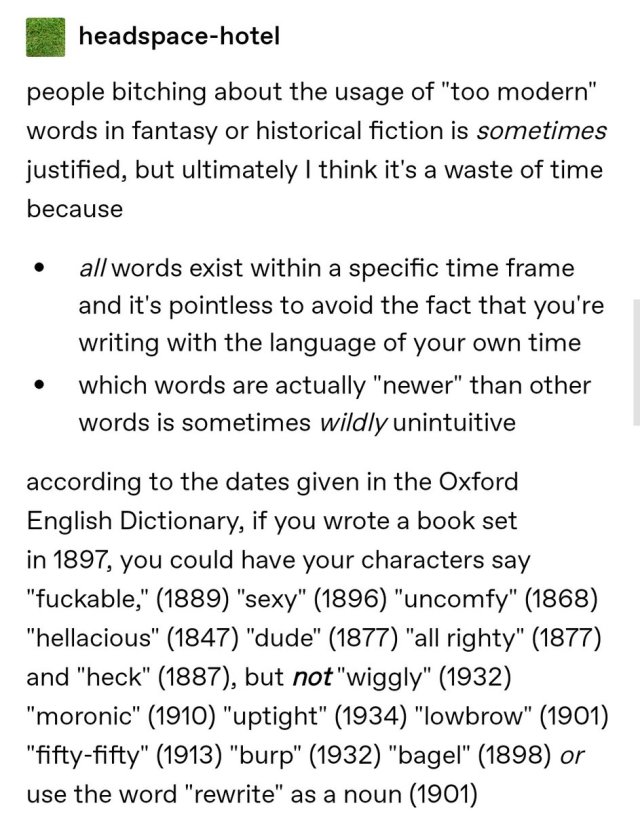 headspace-hotel
people bitching about the usage of "too modern"
words in fantasy or historical fiction is sometimes
justified, but ultimately I think it's a waste of time
because
• all words exist within a specific time frame
and it's pointless to avoid the fact that you're
writing with the language of your own time
• which words are actually "newer" than other
words is sometimes wildly unintuitive
according to the dates given in the Oxford
English Dictionary, if you wrote a book set
in 1897, you could have your characters say
"fuckable," (1889) "sexy" (1896) "uncomfy" (1868)
"hellacious" (1847) "dude" (1877) "all righty" (1877)
and "heck" (1887), but not "wiggly" (1932)
"moronic" (1910) "uptight" (1934) "lowbrow" (1901)
"fifty-fifty" (1913) "burp" (1932) "bagel" (1898) or
use the word "rewrite" as a noun (1901)